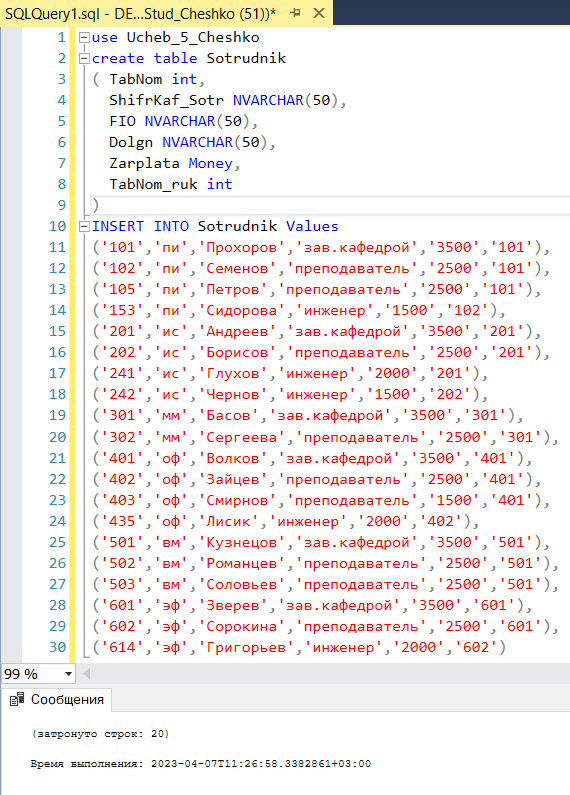 SQLQuery1.sql - DE...Stud_Cheshko (51))*
1 use Ucheb_5_Cheshko
2 create table Sotrudnik
3 ( TabNom int,
4 ShifrKaf_Sotr NVARCHAR(50),
5 FIO NVARCHAR(50),
6 Dolgn NVARCHAR(50),
7 Zarplata Money,
8 TabNom_ruk int
9 )
10 INSERT INTO Sotrudnik Values
11 ('101','пи','Прохоров','зав.кафедрой','3500','101'),
12 ('102','пи','Семенов','преподаватель','2500','101'),
13 ('105','пи','Петров','преподаватель','2500','101'),
14 ('153','пи','Сидорова','инженер','1500','102'),
15 ('201','ис','Андреев','зав.кафедрой','3500','201'),
16 ('202','ис','Борисов','преподаватель','2500','201'),
17 ('241','ис','Глухов','инженер','2000','201'),
18 ('242','ис','Чернов','инженер','1500','202'),
19 ('301','мм','Басов','зав.кафедрой','3500','301'),
20 ('302','мм','Сергеева','преподаватель','2500','301'),
21 ('401','оф','Волков','зав.кафедрой','3500','401'),
22 ('402','оф','Зайцев','преподаватель','2500','401'),
23 ('403','оф','Смирнов','преподаватель','1500','401'),
24 ('435','оф','Лисик','инженер','2000','402'),
25 ('501','вм','Кузнецов','зав.кафедрой','3500','501'),
26 ('502','вм','Романцев','преподаватель','2500','501'),
27 ('503','вм','Соловьев','преподаватель','2500','501'),
28 ('601','эф','Зверев','зав.кафедрой','3500','601'),
29 ('602','эф','Сорокина','преподаватель','2500','601'),
30 ('614','эф','Григорьев','инженер','2000','602')
99 %
Сообщения
(затронуто строк: 20)
Время выполнения: 2023-04-07T11:26:58.3382861+03:00